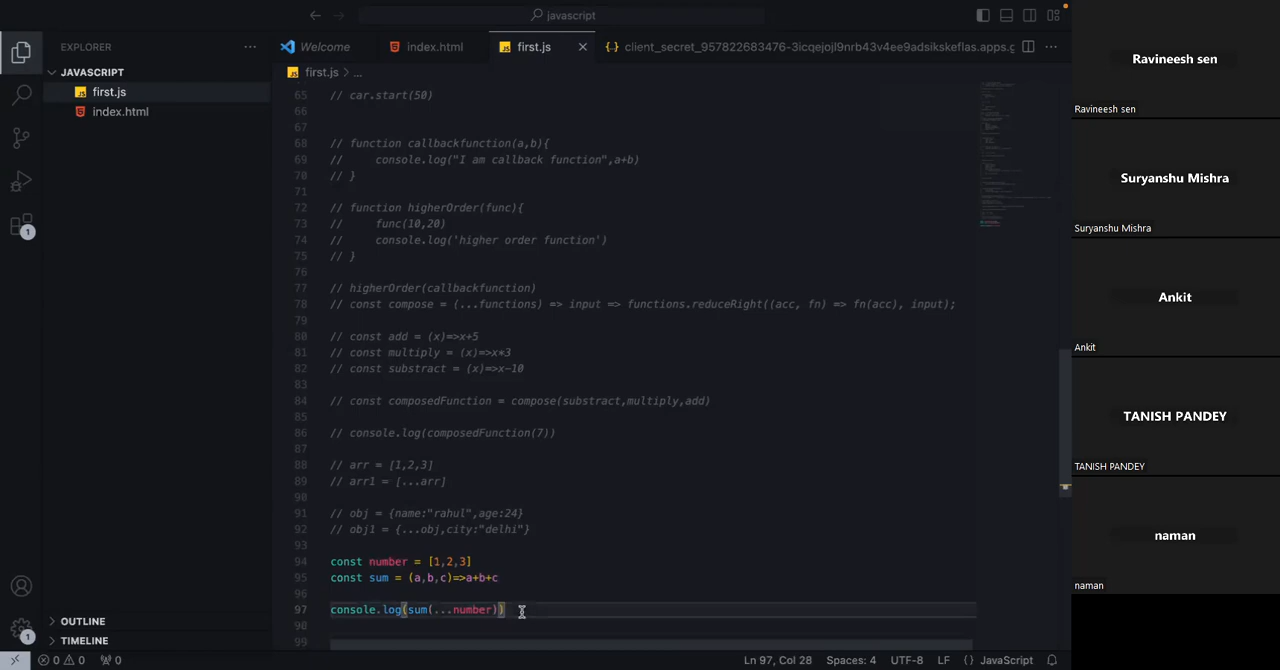 javascript
EXPLORER
JAVASCRIPT
first.js
index.html
OUTLINE
TIMELINE
1
1
Welcome
index.html
first.js
client_secret_957822683476-3icqejojl9nrb43v4ee9adsikskeflas.apps.g
first.js > ...
65 // car.start(50)
66
67
68 // function callbackfunction(a,b){
69 //     console.log("I am callback function",a+b)
70 // }
71
72 // function higherOrder(func){
73 //     func(10,20)
74 //     console.log('higher order function')
75 // }
76
77 // higherOrder(callbackfunction)
78 // const compose = (...functions) => input => functions.reduceRight((acc, fn) => fn(acc), input);
79
80 // const add = (x)=>x+5
81 // const multiply = (x)=>x*3
82 // const substract = (x)=>x-10
83
84 // const composedFunction = compose(substract,multiply,add)
85
86 // console.log(composedFunction(7))
87
88 // arr = [1,2,3]
89 // arr1 = [...arr]
90
91 // obj = {name:"rahul",age:24}
92 // obj1 = {...obj,city:"delhi"}
93
94 const number = [1,2,3]
95 const sum = (a,b,c)=>a+b+c
96
97 console.log(sum(...number))
98
99
0 0 0
Ln 97, Col 28 Spaces: 4 UTF-8 LF {} JavaScript
Ravineesh sen
Ravineesh sen
Suryanshu Mishra
Suryanshu Mishra
Ankit
Ankit
TANISH PANDEY
TANISH PANDEY
naman
naman